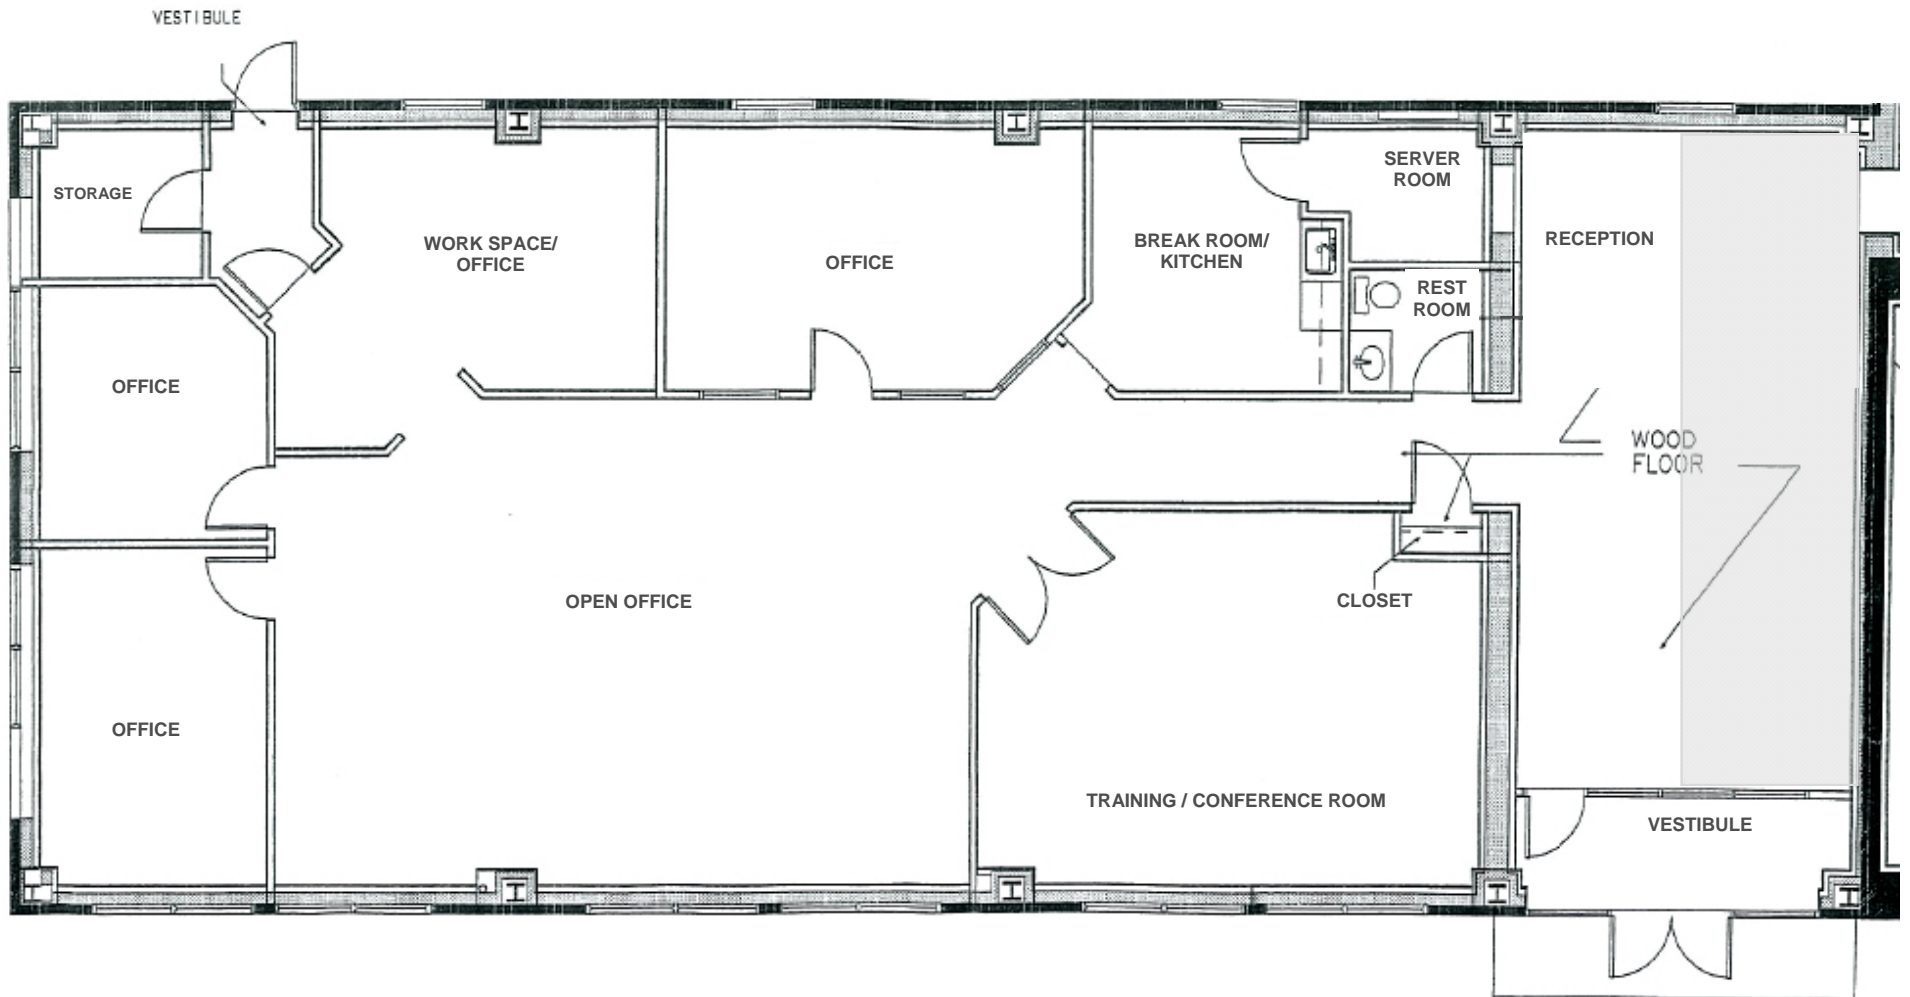 VESTIBULE
STORAGE
WORK SPACE/
OFFICE
OFFICE
BREAK ROOM/
KITCHEN
SERVER
ROOM
REST
ROOM
RECEPTION
OFFICE
WOOD
FLOOR
OPEN OFFICE
CLOSET
OFFICE
TRAINING / CONFERENCE ROOM
VESTIBULE